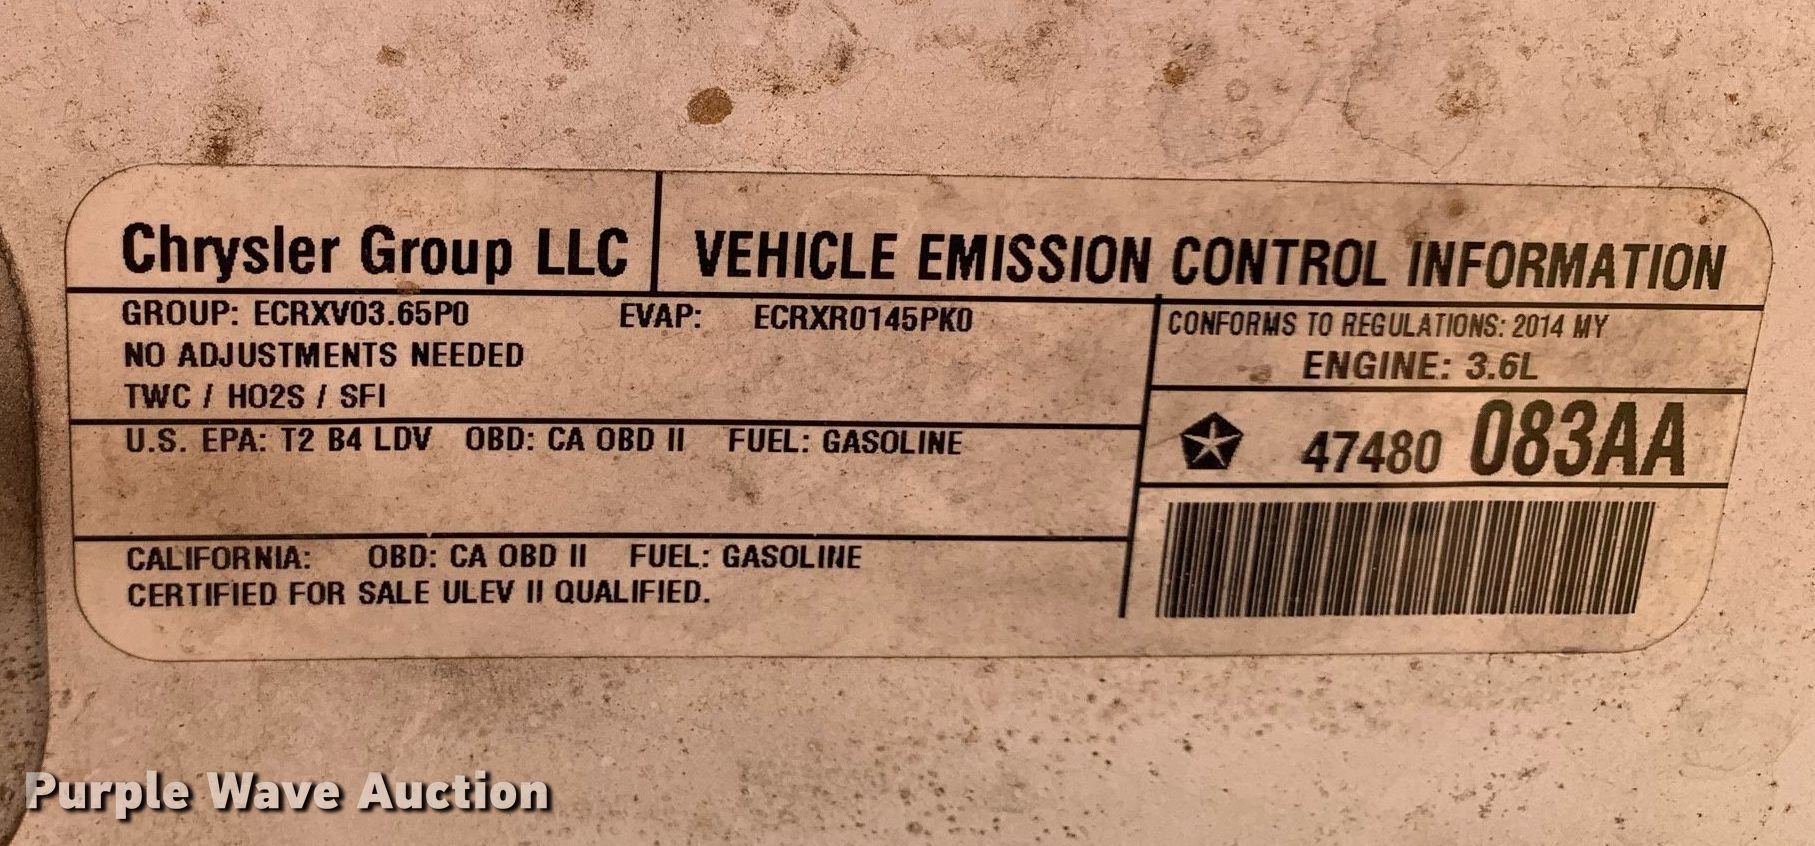 Chrysler Group LLC VEHICLE EMISSION CONTROL INFORMATION
GROUP: ECRXV03.65P0 EVAP: ECRXR0145PK0
NO ADJUSTMENTS NEEDED
TWC / HO2S / SFI
CONFORMS TO REGULATIONS: 2014 MY
ENGINE: 3.6L
U.S. EPA: T2 B4 LDV OBD: CA OBD II FUEL: GASOLINE
47480 083AA
CALIFORNIA: OBD: CA OBD II FUEL: GASOLINE
CERTIFIED FOR SALE ULEV II QUALIFIED.
Purple Wave Auction